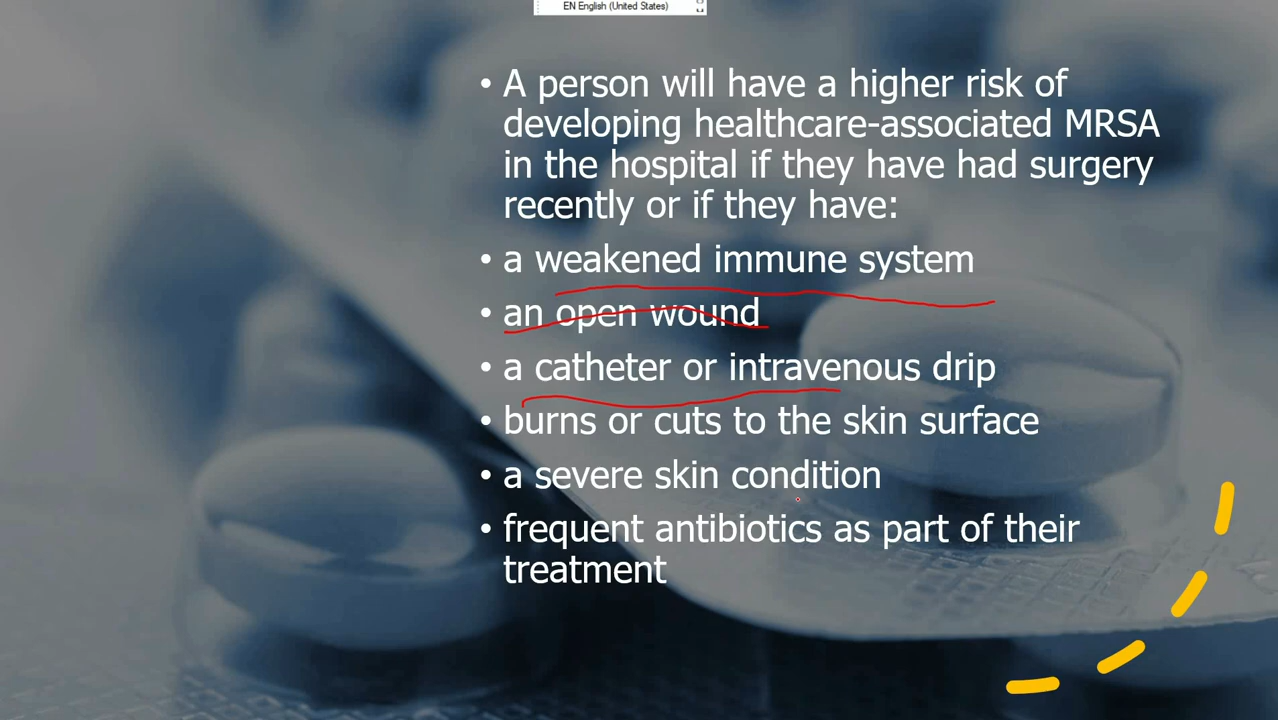 EN English (United States)
• A person will have a higher risk of
developing healthcare-associated MRSA
in the hospital if they have had surgery
recently or if they have:
• a weakened immune system
• an open wound
• a catheter or intravenous drip
• burns or cuts to the skin surface
• a severe skin condition
• frequent antibiotics as part of their
treatment